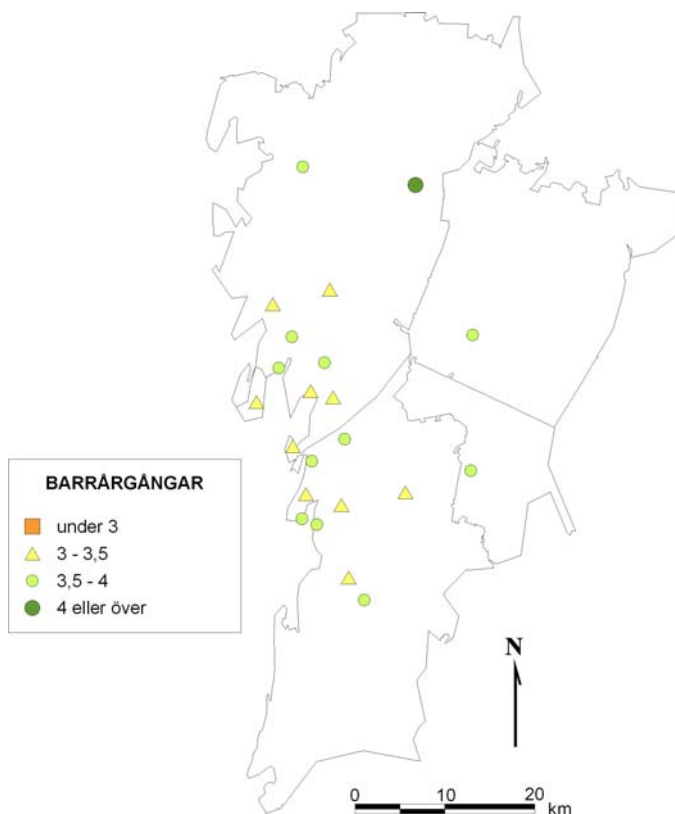 BARRÅRGÅNGAR
under 3
3 - 3,5
3,5 - 4
4 eller över
N
0 10 20
km